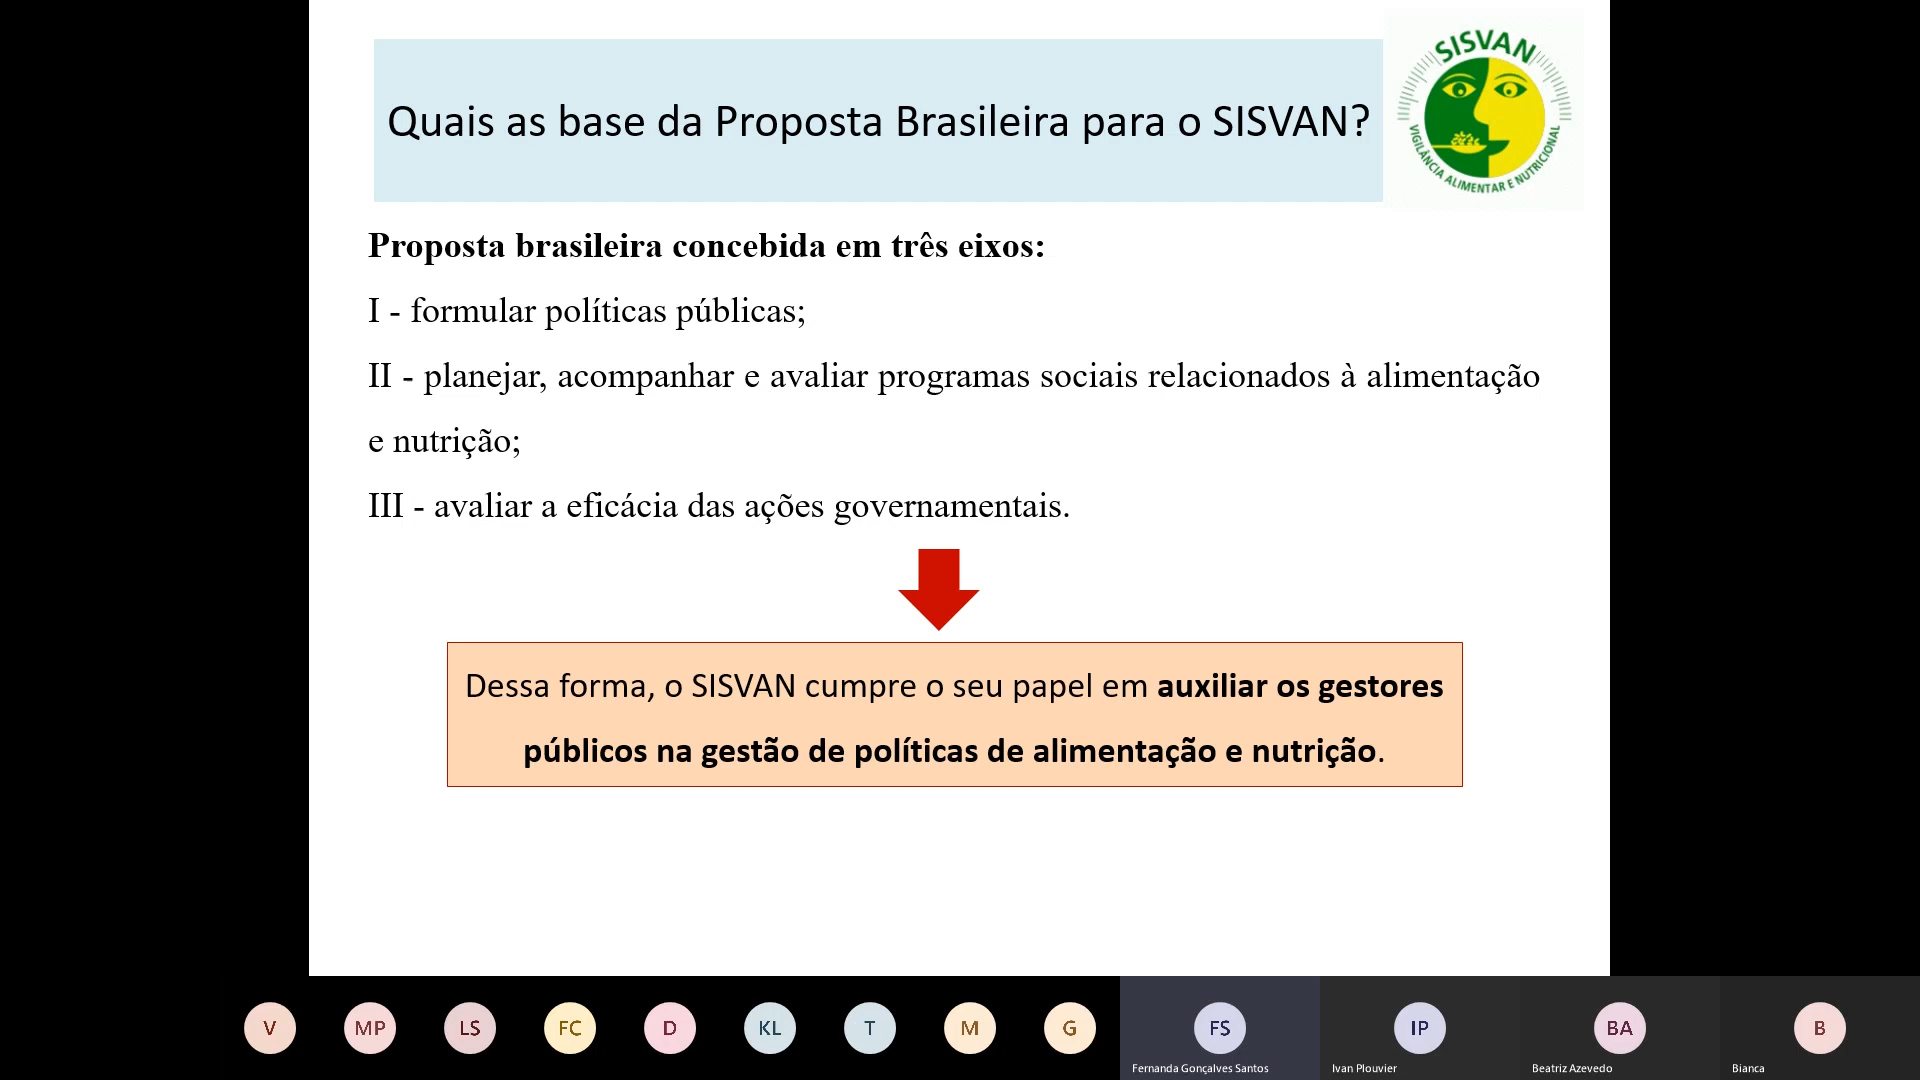 Quais as base da Proposta Brasileira para o SISVAN?
SISVAN
VIGILÂNCIA ALIMENTAR E NUTRICIONAL
Proposta brasileira concebida em três eixos:
I - formular políticas públicas;
II - planejar, acompanhar e avaliar programas sociais relacionados à alimentação
e nutrição;
III - avaliar a eficácia das ações governamentais.
Dessa forma, o SISVAN cumpre o seu papel em auxiliar os gestores
públicos na gestão de políticas de alimentação e nutrição.
V MP LS FC D KL T M G FS IP BA B
Fernanda Gonçalves Santos Ivan Plouvier Beatriz Azevedo Bianca